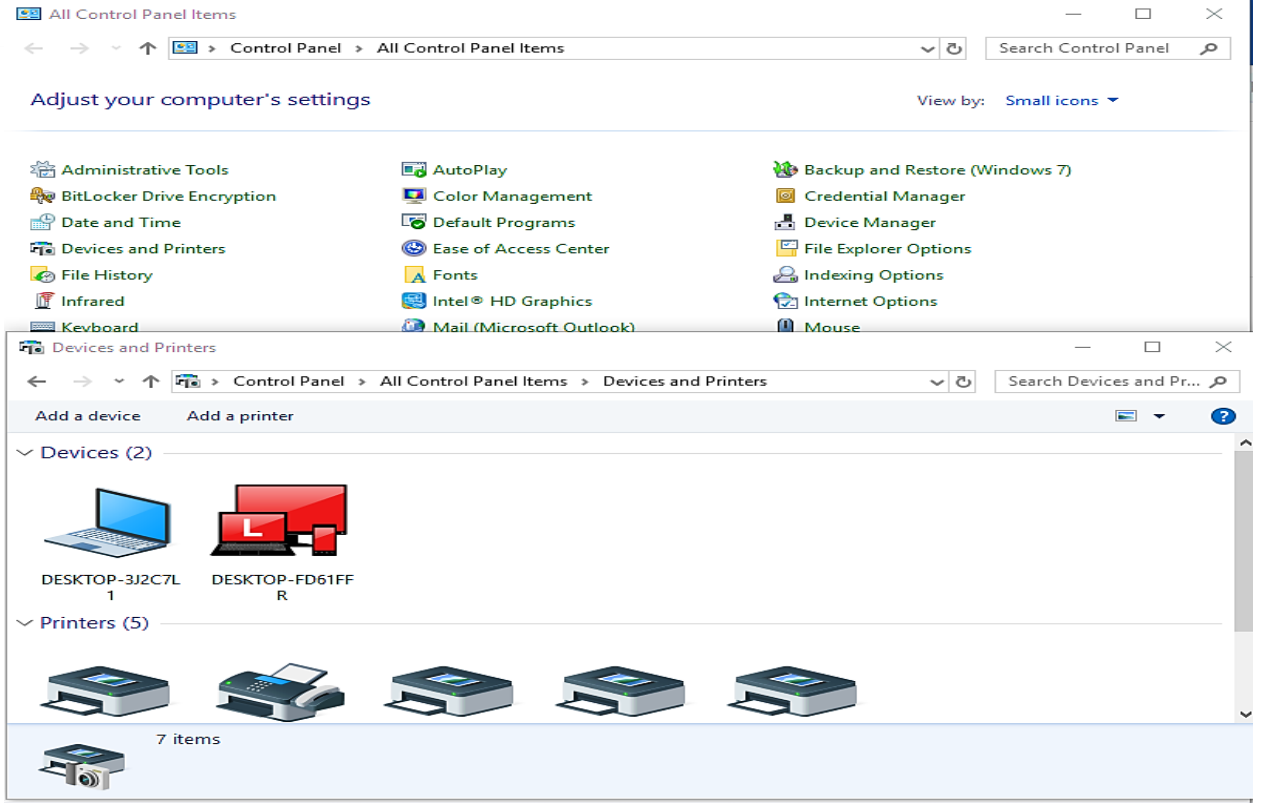 All Control Panel Items
Control Panel > All Control Panel Items
Search Control Panel
Adjust your computer's settings
View by: Small icons
Administrative Tools AutoPlay Backup and Restore (Windows 7)
BitLocker Drive Encryption Color Management Credential Manager
Date and Time Default Programs Device Manager
Devices and Printers Ease of Access Center File Explorer Options
File History Fonts Indexing Options
Infrared Intel® HD Graphics Internet Options
Keyboard Mail (Microsoft Outlook) Mouse
Devices and Printers
Control Panel > All Control Panel Items > Devices and Printers
Search Devices and Pr...
Add a device Add a printer
?
Devices (2)
L
DESKTOP-3J2C7L
1
DESKTOP-FD61FF
R
Printers (5)
7 items